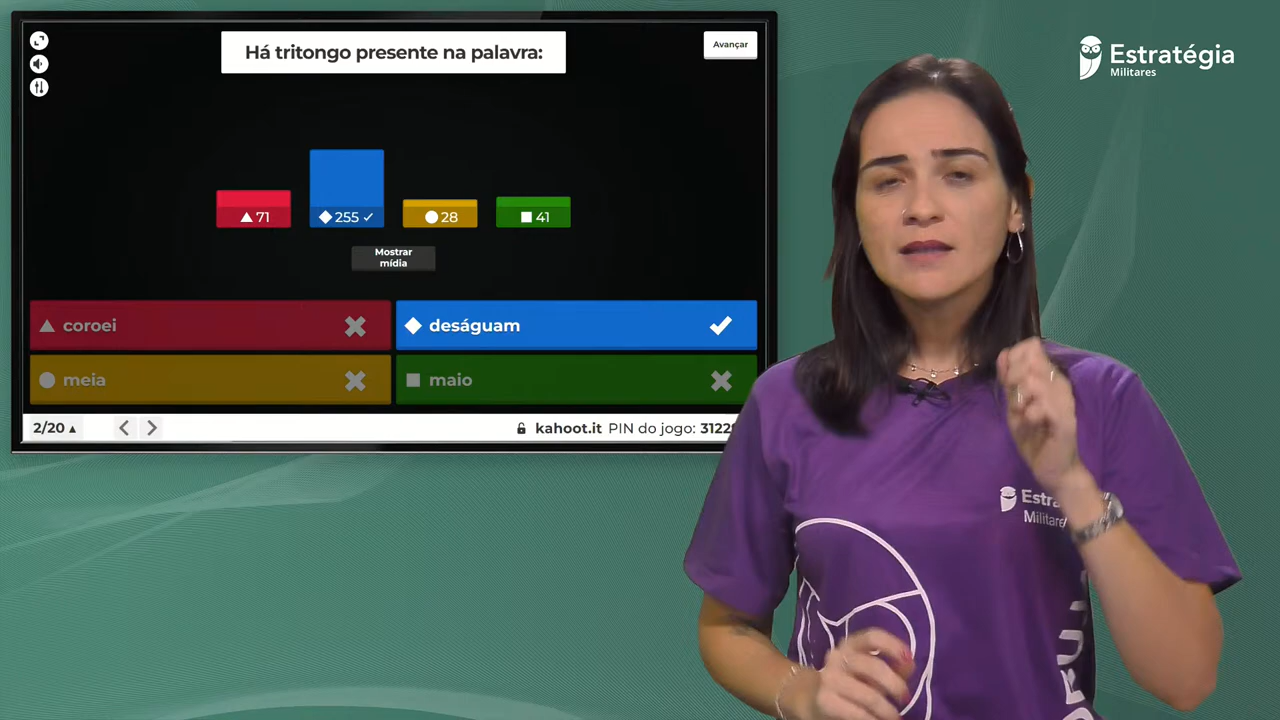 Há tritongo presente na palavra:
Avançar
71
255
28
41
Mostrar
mídia
coroei
deságuam
meia
maio
2/20
kahoot.it PIN do jogo: 3122
Estratégia
Militares
Estra
Militare